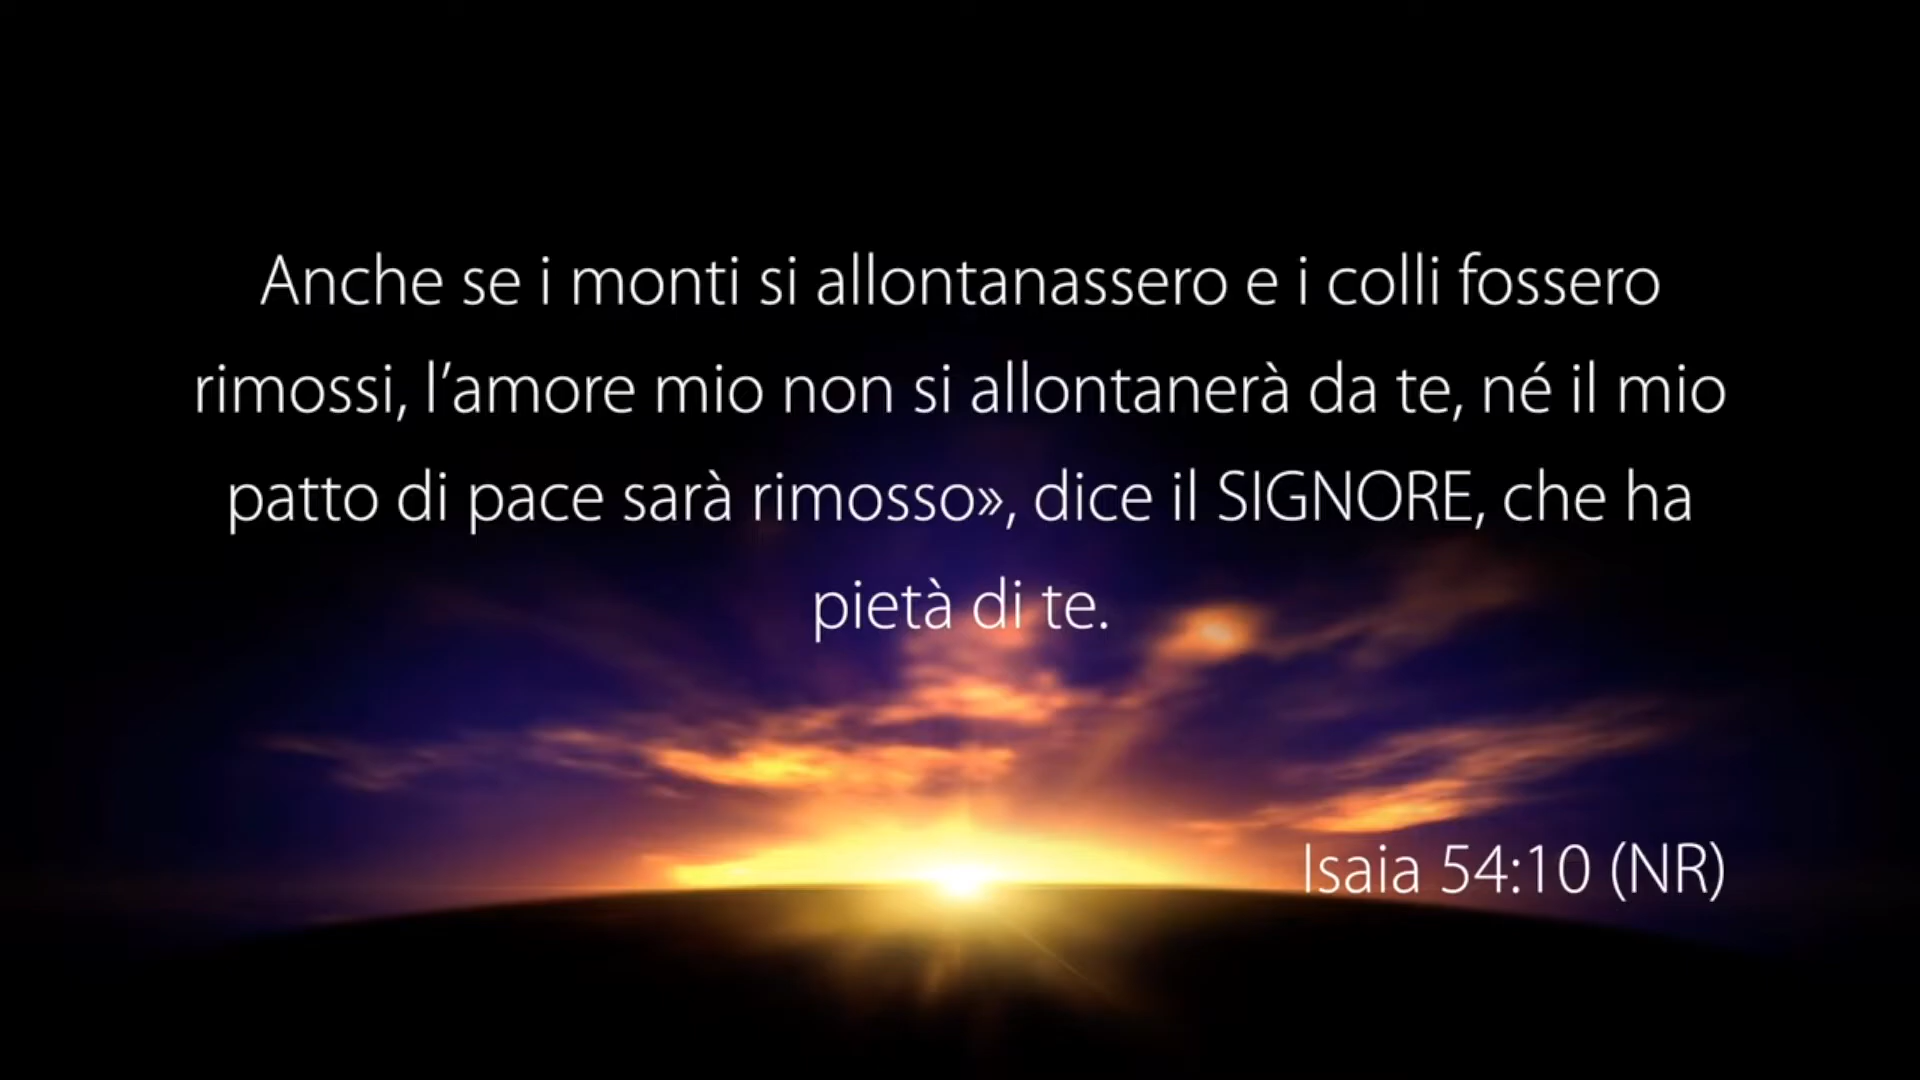 Anche se i monti si allontanassero e i colli fossero
rimossi, l’amore mio non si allontanerà da te, né il mio
patto di pace sarà rimosso», dice il SIGNORE, che ha
pietà di te.
Isaia 54:10 (NR)